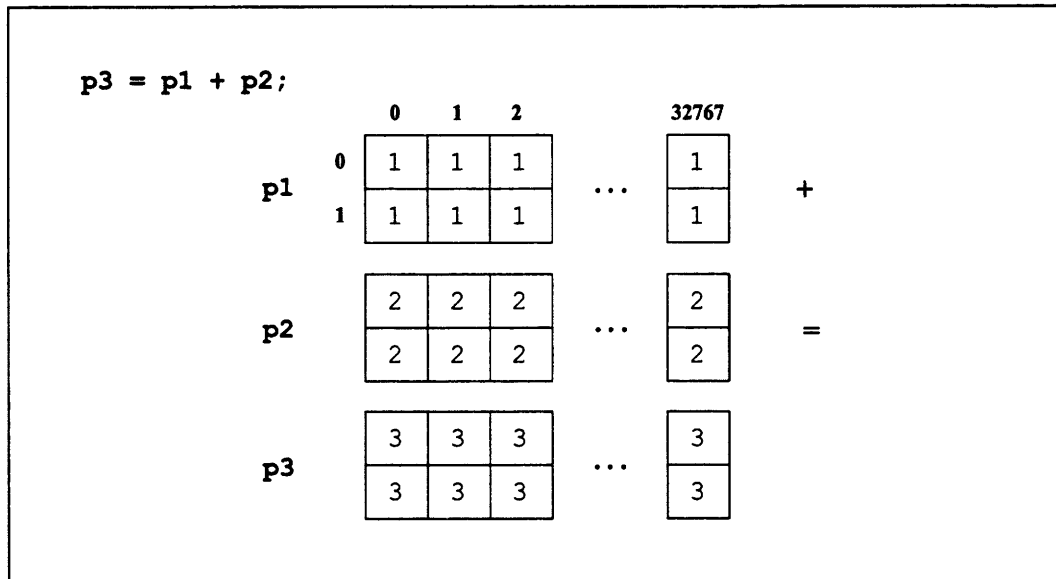 p3 = p1 + p2;
0 1 2 32767
0 1 1 1 1
p1 ... +
1 1 1 1 1
2 2 2 2
p2 ... =
2 2 2 2
3 3 3 3
p3 ...
3 3 3 3